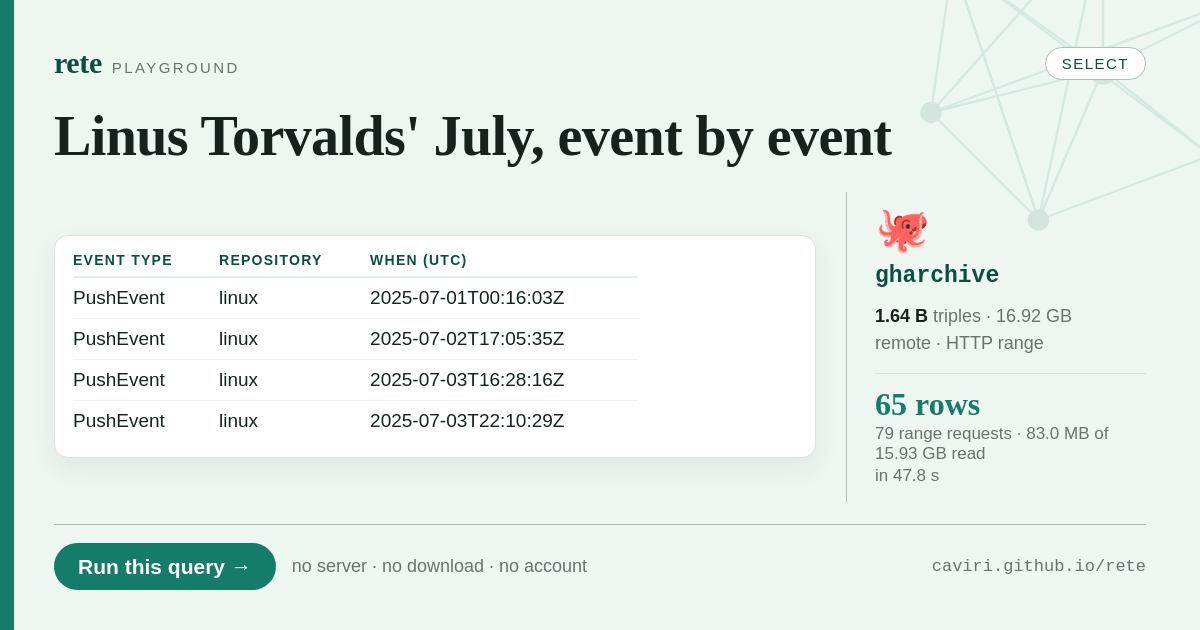 rete PLAYGROUND
SELECT
Linus Torvalds' July, event by event
EVENT TYPE REPOSITORY WHEN (UTC)
PushEvent linux 2025-07-01T00:16:03Z
PushEvent linux 2025-07-02T17:05:35Z
PushEvent linux 2025-07-03T16:28:16Z
PushEvent linux 2025-07-03T22:10:29Z
gharchive
1.64 B triples · 16.92 GB
remote · HTTP range
65 rows
79 range requests · 83.0 MB of
15.93 GB read
in 47.8 s
Run this query →
no server · no download · no account
caviri.github.io/rete